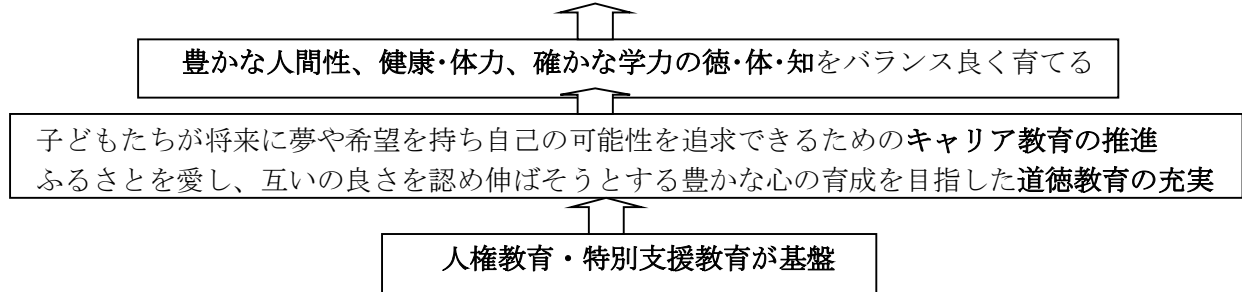 豊かな人間性、健康・体力、確かな学力の徳・体・知をバランス良く育てる
子どもたちが将来に夢や希望を持ち自己の可能性を追求できるためのキャリア教育の推進
ふるさとを愛し、互いの良さを認め伸ばそうとする豊かな心の育成を目指した道徳教育の充実
人権教育・特別支援教育が基盤